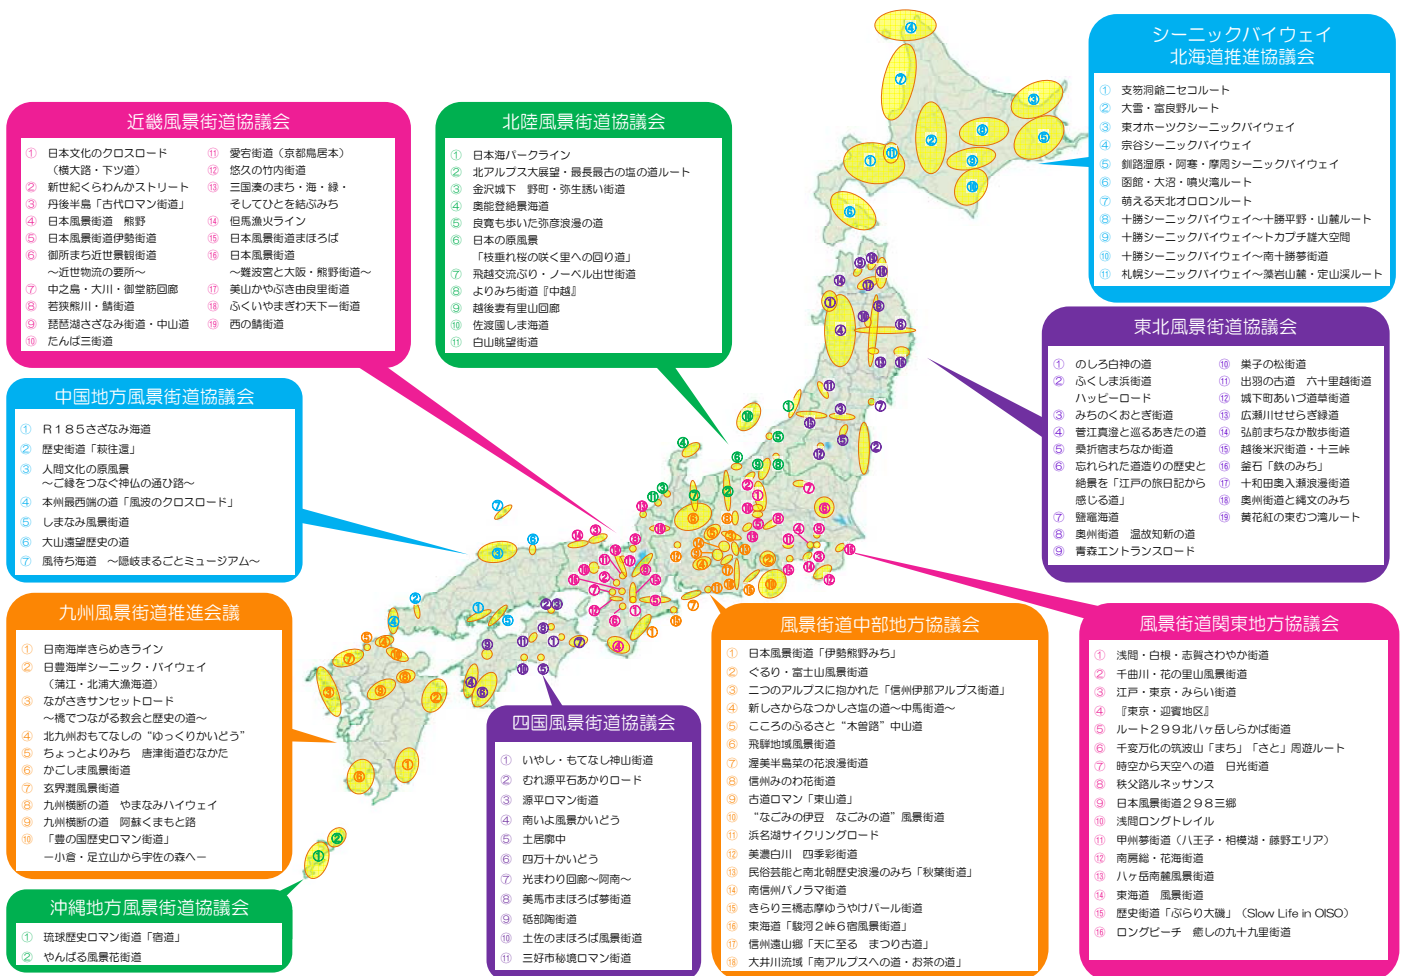 シーニックバイウェイ
北海道推進協議会
① 支笏洞爺ニセコルート
② 大雪・富良野ルート
③ 東オホーツクシーニックバイウェイ
④ 宗谷シーニックバイウェイ
⑤ 釧路湿原・阿寒・摩周シーニックバイウェイ
⑥ 函館・大沼・噴火湾ルート
⑦ 萌える天北オロロンルート
⑧ 十勝シーニックバイウェイ～十勝平野・山麓ルート
⑨ 十勝シーニックバイウェイ～トカプチ雄大空間
⑩ 十勝シーニックバイウェイ～南十勝夢街道
⑪ 札幌シーニックバイウェイ～藻岩山麓・定山渓ルート
近畿風景街道協議会
① 日本文化のクロスロード
（横大路・下ツ道）
② 新世紀くらわんかストリート
③ 丹後半島「古代ロマン街道」
④ 日本風景街道 熊野
⑤ 日本風景街道伊勢街道
⑥ 御所まち近世景観街道
～近世物流の要所～
⑦ 中之島・大川・御堂筋回廊
⑧ 若狭熊川・鯖街道
⑨ 琵琶湖さざなみ街道・中山道
⑩ たんば三街道
⑪ 愛宕街道（京都鳥居本）
⑫ 悠久の竹内街道
⑬ 三国湊のまち・海・緑・
そしてひとを結ぶみち
⑭ 但馬漁火ライン
⑮ 日本風景街道まほろば
⑯ 日本風景街道
～難波宮と大阪・熊野街道～
⑰ 美山かやぶき由良里街道
⑱ ふくいやまぎわ天下一街道
⑲ 西の鯖街道
北陸風景街道協議会
① 日本海パークライン
② 北アルプス大展望・最長最古の塩の道ルート
③ 金沢城下 野町・弥生誘い街道
④ 奥能登絶景海道
⑤ 良寛も歩いた弥彦浪漫の道
⑥ 日本の原風景
「枝垂れ桜の咲く里への回り道」
⑦ 飛越交流ぶり・ノーベル出世街道
⑧ よりみち街道『中越』
⑨ 越後妻有里山回廊
⑩ 佐渡國しま海道
⑪ 白山眺望街道
東北風景街道協議会
① のしろ白神の道
② ふくしま浜街道
ハッピーロード
③ みちのくおとぎ街道
④ 菅江真澄と巡るあきたの道
⑤ 桑折宿まちなか街道
⑥ 忘れられた道造りの歴史と
絶景を「江戸の旅日記から
感じる道」
⑦ 鹽竈海道
⑧ 奥州街道 温故知新の道
⑨ 青森エントランスロード
⑩ 栄子の松街道
⑪ 出羽の古道 六十里越街道
⑫ 城下町あいづ道草街道
⑬ 広瀬川せせらぎ緑道
⑭ 弘前まちなか散歩街道
⑮ 越後米沢街道・十三峠
⑯ 釜石「鉄のみち」
⑰ 十和田奥入瀬浪漫街道
⑱ 奥州街道と縄文のみち
⑲ 黄花紅の東むつ湾ルート
中国地方風景街道協議会
① Ｒ１８５さざなみ海道
② 歴史街道「萩往還」
③ 人間文化の原風景
～ご縁をつなぐ神仏の通ひ路～
④ 本州最西端の道「風波のクロスロード」
⑤ しまなみ風景街道
⑥ 大山遠望歴史の道
⑦ 風待ち海道 ～隠岐まるごとミュージアム～
九州風景街道推進会議
① 日南海岸きらめきライン
② 日豊海岸シーニック・バイウェイ
（蒲江・北浦大漁海道）
③ ながさきサンセットロード
～橋でつながる教会と歴史の道～
④ 北九州おもてなしの“ゆっくりかいどう”
⑤ ちょっとよりみち 唐津街道むなかた
⑥ かごしま風景街道
⑦ 玄界灘風景街道
⑧ 九州横断の道 やまなみハイウェイ
⑨ 九州横断の道 阿蘇くまもと路
⑩ 「豊の国歴史ロマン街道」
ー小倉・足立山から宇佐の森へー
沖縄地方風景街道協議会
① 琉球歴史ロマン街道「宿道」
② やんばる風景花街道
四国風景街道協議会
① いやし・もてなし神山街道
② むれ源平石あかりロード
③ 源平ロマン街道
④ 南いよ風景かいどう
⑤ 土居廓中
⑥ 四万十かいどう
⑦ 光まわり回廊～阿南～
⑧ 美馬市まほろば夢街道
⑨ 砥部陶街道
⑩ 土佐のまほろば風景街道
⑪ 三好市秘境ロマン街道
風景街道中部地方協議会
① 日本風景街道「伊勢熊野みち」
② ぐるり・富士山風景街道
③ 二つのアルプスに抱かれた「信州伊那アルプス街道」
④ 新しさからなつかしさ塩の道～中馬街道～
⑤ こころのふるさと“木曽路”中山道
⑥ 飛騨地域風景街道
⑦ 渥美半島菜の花浪漫街道
⑧ 信州みのわ花街道
⑨ 古道ロマン「東山道」
⑩ “なごみの伊豆 なごみの道”風景街道
⑪ 浜名湖サイクリングロード
⑫ 美濃白川 四季彩街道
⑬ 民俗芸能と南北朝歴史浪漫のみち「秋葉街道」
⑭ 南信州パノラマ街道
⑮ きらり三橋志摩ゆうやけパール街道
⑯ 東海道「駿河２峠６宿風景街道」
⑰ 信州遠山郷「天に至る まつり古道」
⑱ 大井川流域「南アルプスへの道・お茶の道」
風景街道関東地方協議会
① 浅間・白根・志賀さわやか街道
② 千曲川・花の里山風景街道
③ 江戸・東京・みらい街道
④ 『東京・迎賓地区』
⑤ ルート２９９北八ヶ岳しらかば街道
⑥ 千変万化の筑波山「まち」「さと」周遊ルート
⑦ 時空から天空への道 日光街道
⑧ 秩父路ルネッサンス
⑨ 日本風景街道２９８三郷
⑩ 浅間ロングトレイル
⑪ 甲州夢街道（八王子・相模湖・藤野エリア）
⑫ 南房総・花海街道
⑬ 八ヶ岳南麓風景街道
⑭ 東海道 風景街道
⑮ 歴史街道「ぶらり大磯」（Slow Life in OISO）
⑯ ロングビーチ 癒しの九十九里街道